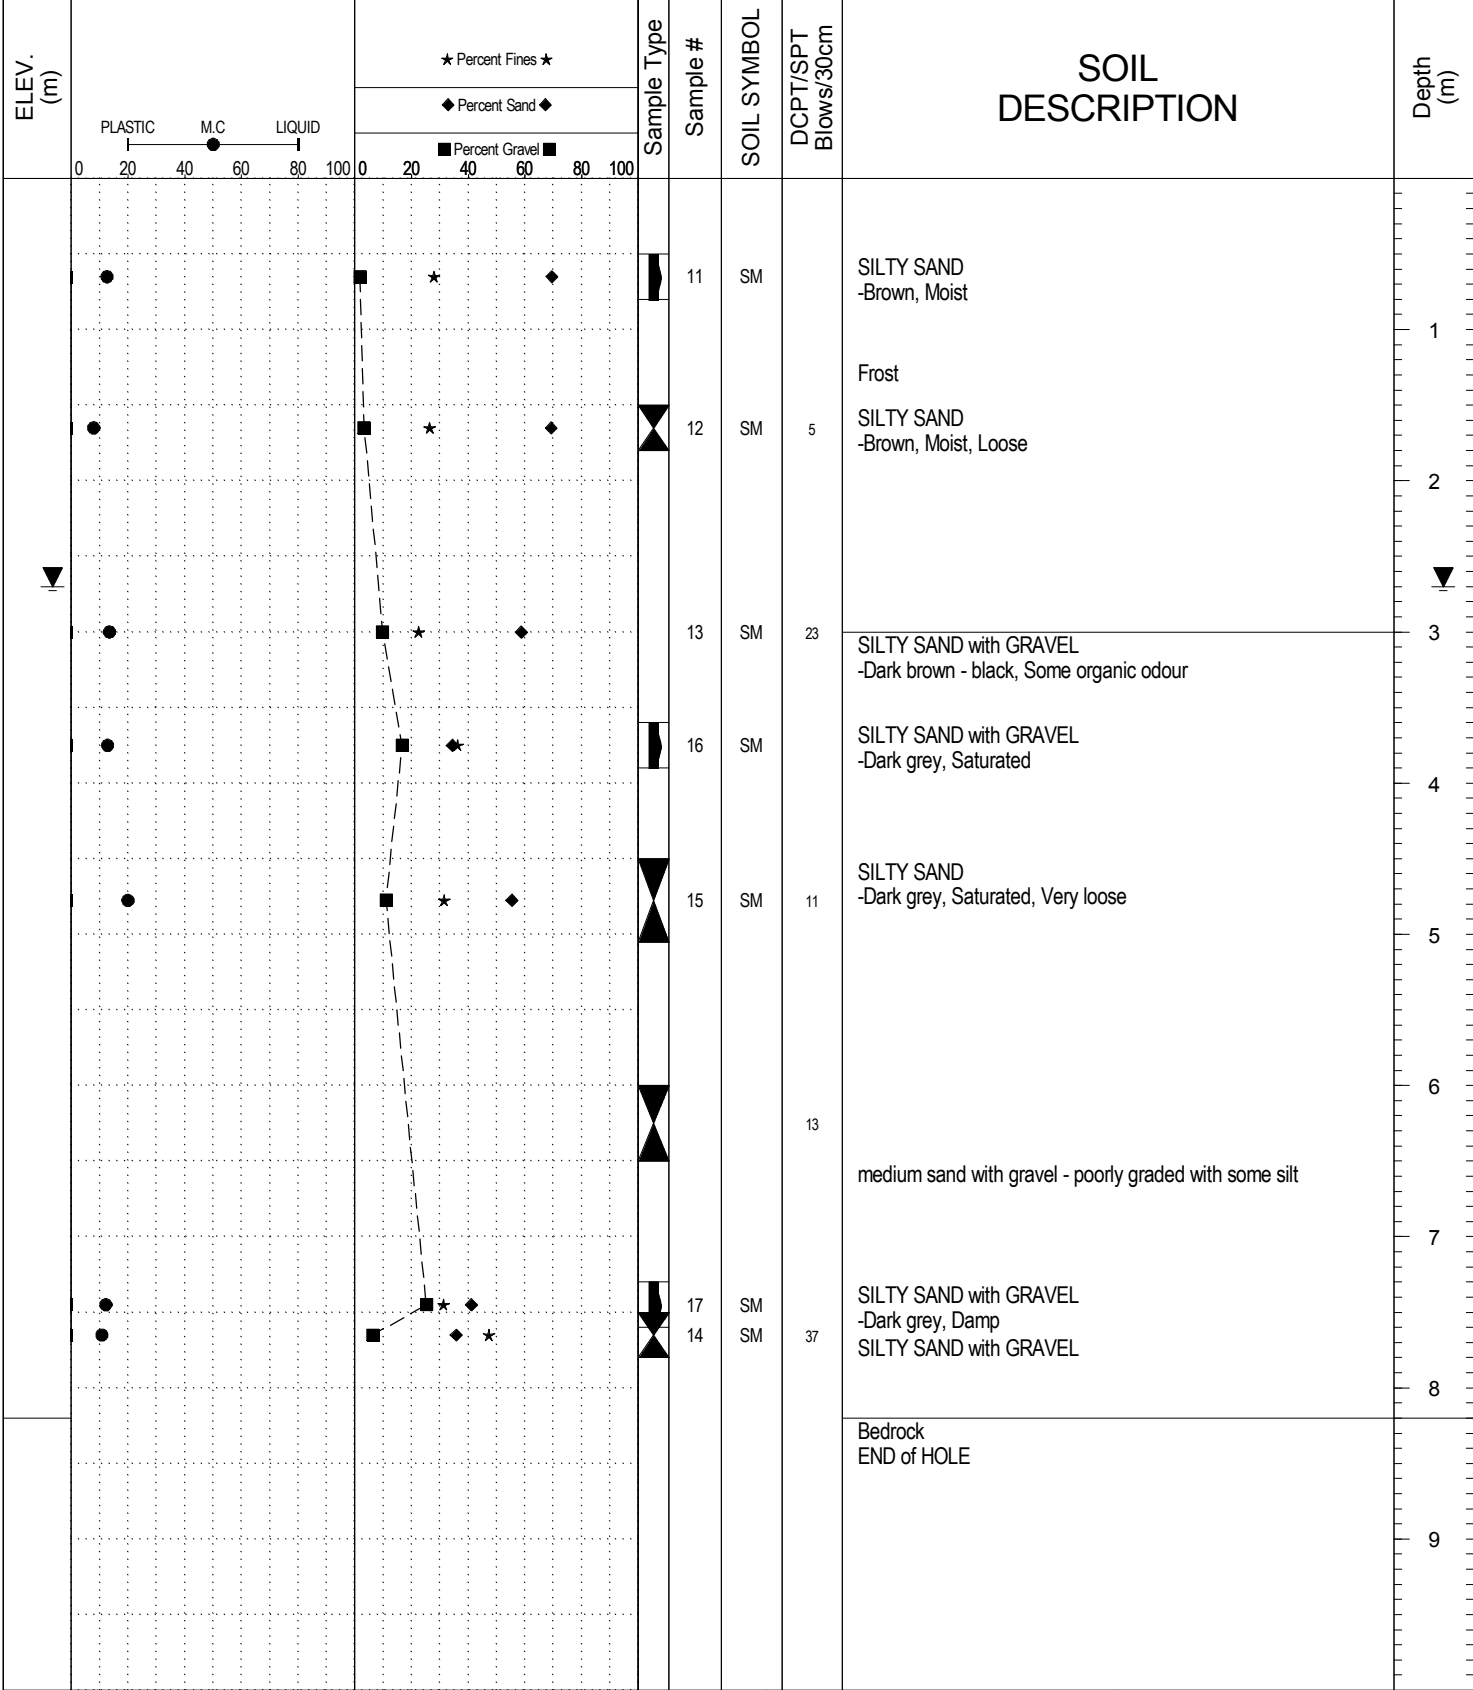 ELEV.
(m)
PLASTIC M.C LIQUID
20 40 60 80 100
0
★ Percent Fines ★
◆ Percent Sand ◆
■ Percent Gravel ■
0 20 40 60 80 100
Sample Type
Sample #
SOIL SYMBOL
DCPT/SPT
Blows/30cm
SOIL
DESCRIPTION
Depth
(m)
11 SM
SILTY SAND
-Brown, Moist
1
Frost
12 SM 5
SILTY SAND
-Brown, Moist, Loose
2
13 SM 23
3
SILTY SAND with GRAVEL
-Dark brown - black, Some organic odour
16 SM
SILTY SAND with GRAVEL
-Dark grey, Saturated
4
15 SM 11
SILTY SAND
-Dark grey, Saturated, Very loose
5
6
13
medium sand with gravel - poorly graded with some silt
7
17 SM
SILTY SAND with GRAVEL
-Dark grey, Damp
14 SM 37
SILTY SAND with GRAVEL
8
Bedrock
END of HOLE
9